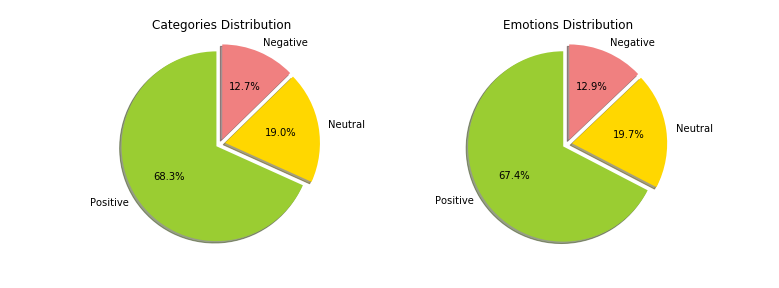 Categories Distribution
Negative
12.7%
Neutral
19.0%
68.3%
Positive
Emotions Distribution
Negative
12.9%
Neutral
19.7%
67.4%
Positive